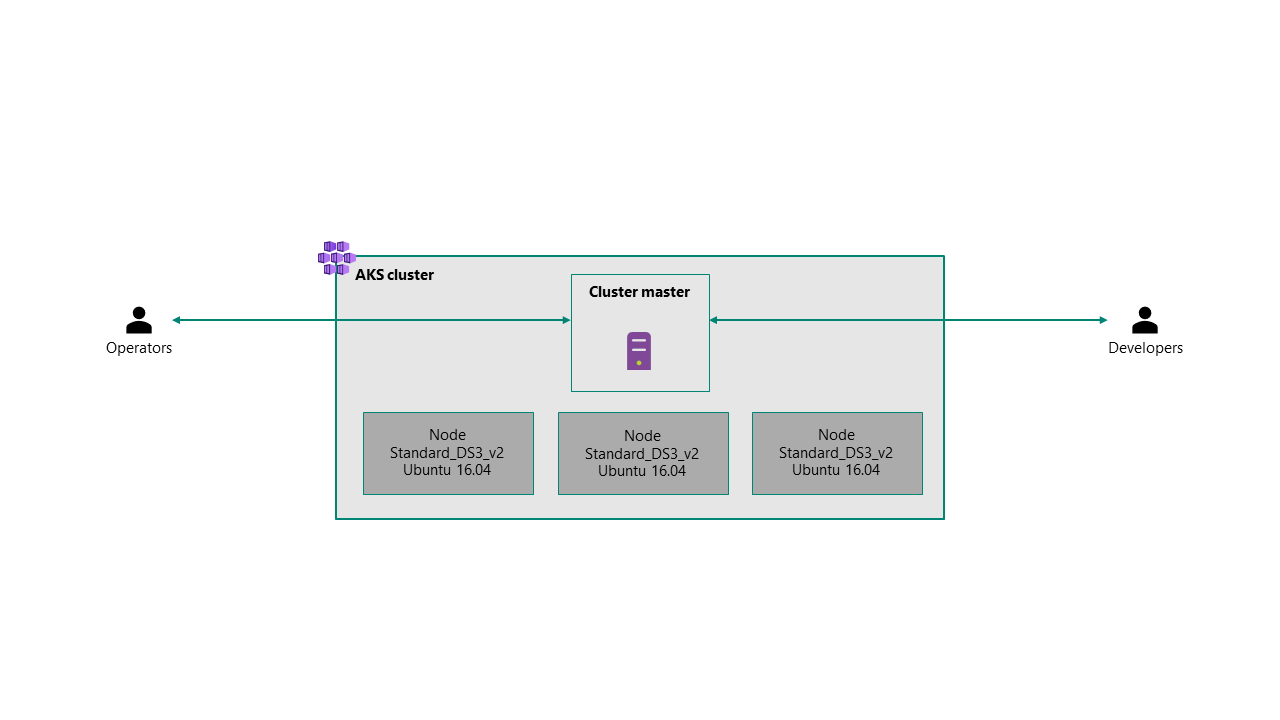 AKS cluster
Cluster master
Operators
Developers
Node
Standard_DS3_v2
Ubuntu 16.04
Node
Standard_DS3_v2
Ubuntu 16.04
Node
Standard_DS3_v2
Ubuntu 16.04